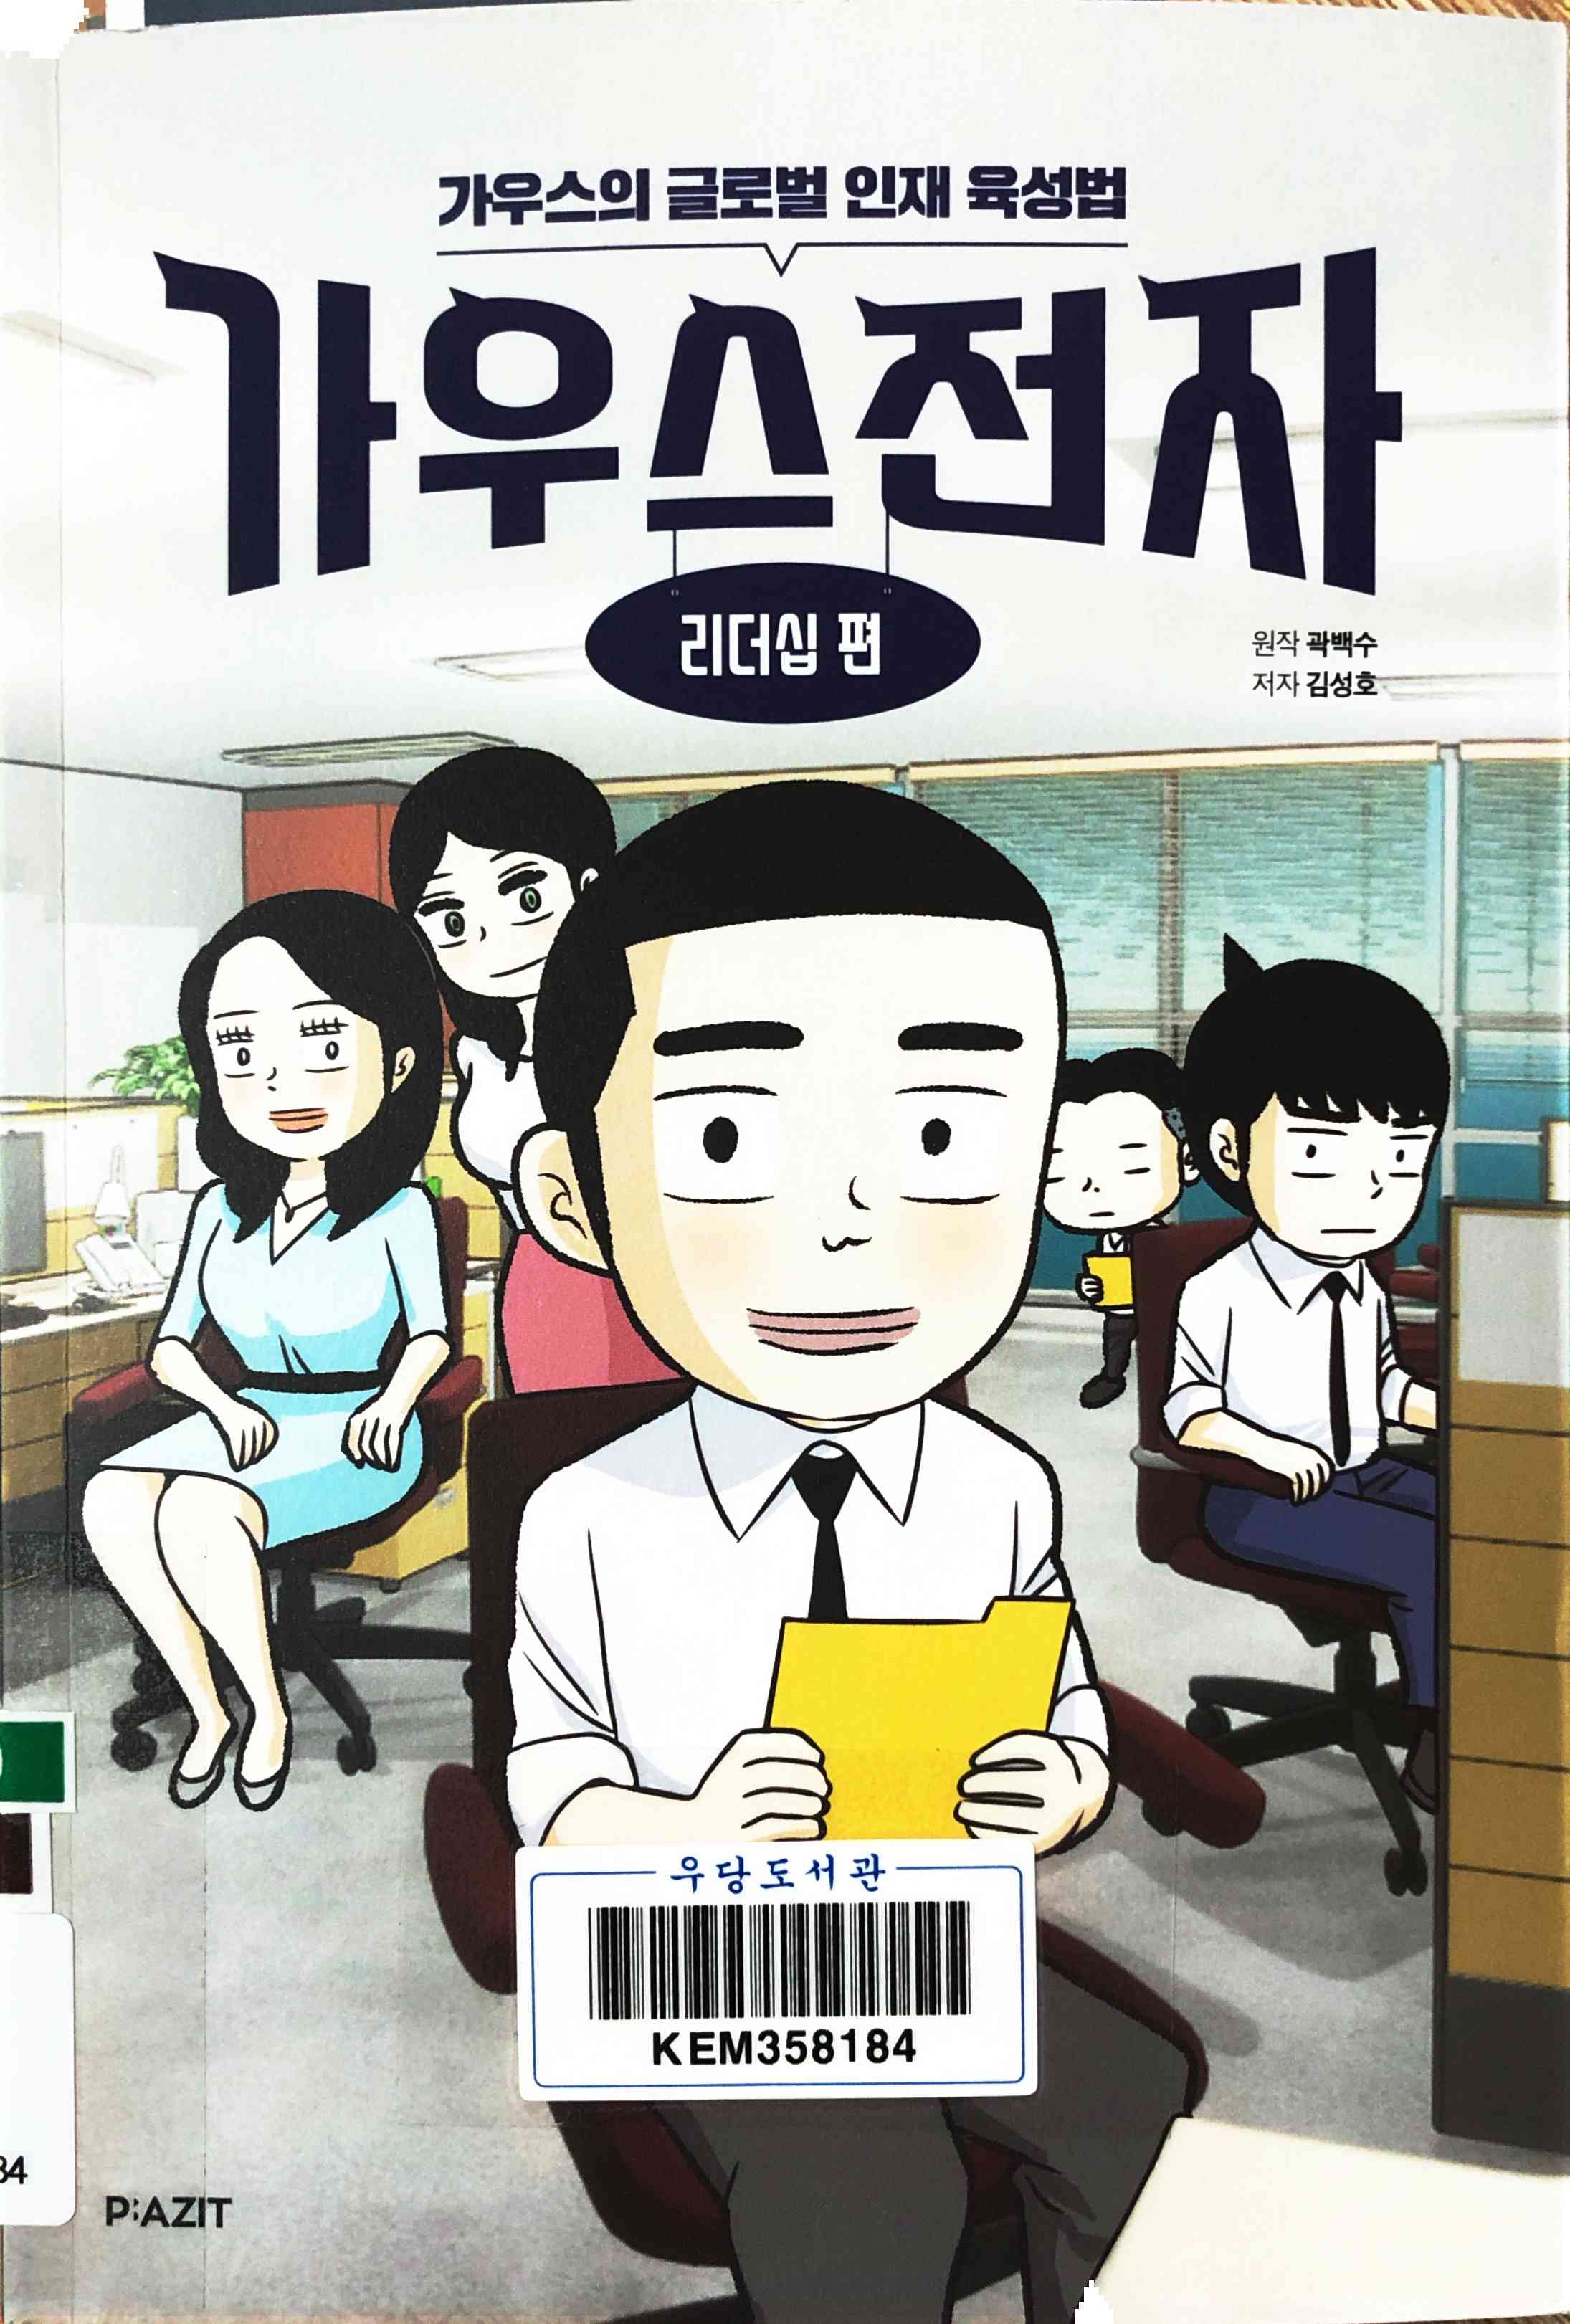 가우스의 글로벌 인재 육성법
가우스전자
리더십 편
원작 곽백수
저자 김성호
우당도서관
KEM358184
84
P:AZIT